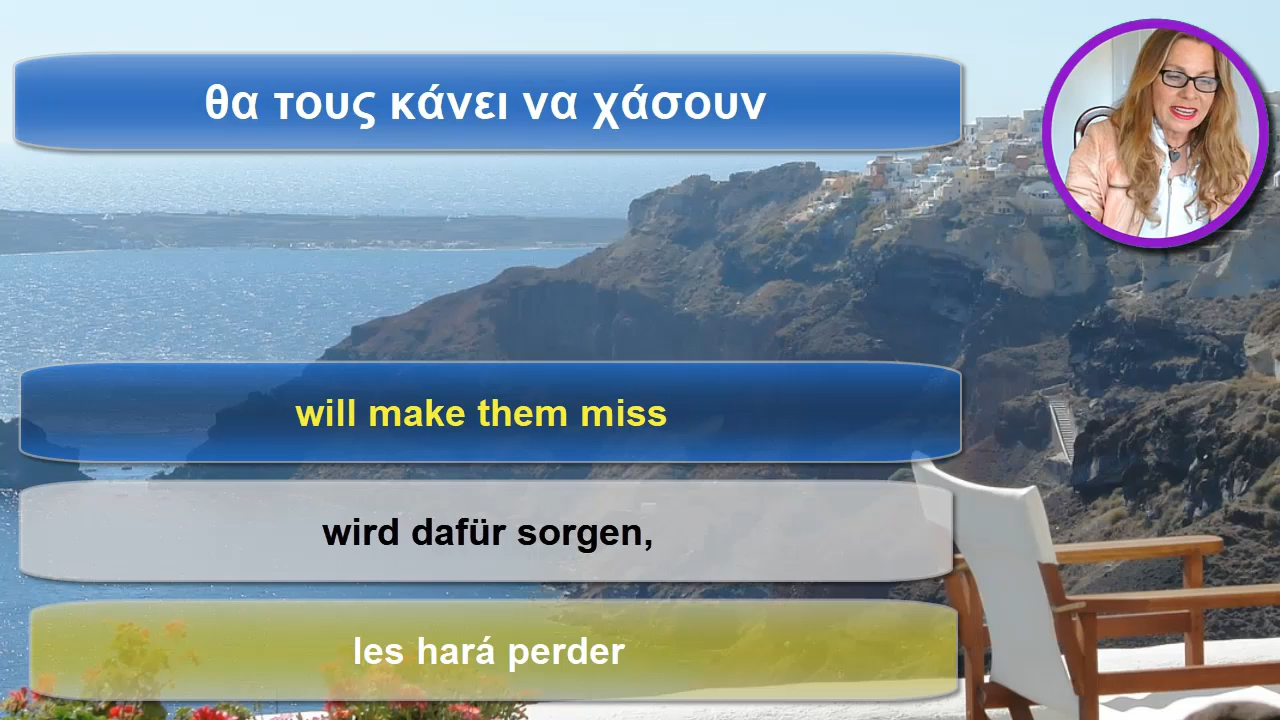 θα τους κάνει να χάσουν
will make them miss
wird dafür sorgen,
les hará perder